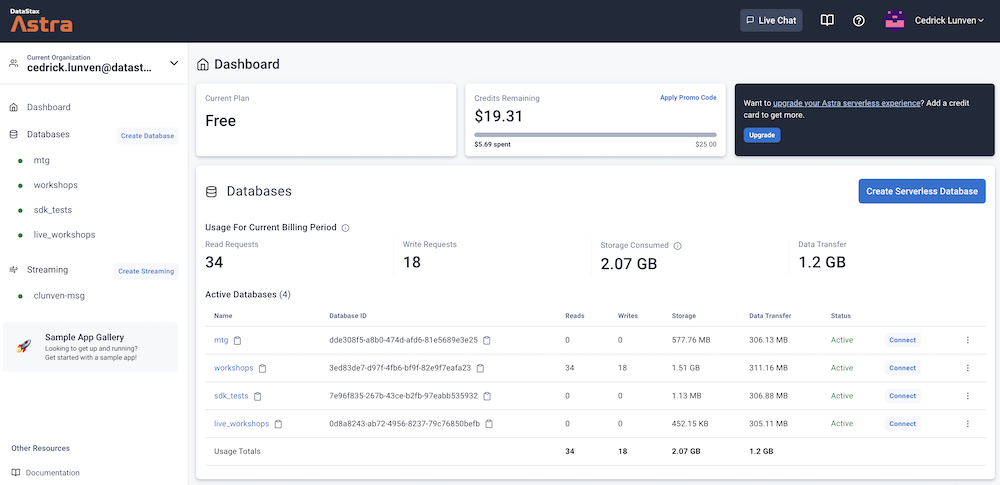 DataStax
Astra
Live Chat
Cedrick Lunven
Current Organization
cedrick.lunven@datast...
Dashboard
Databases
Create Database
mtg
workshops
sdk_tests
live_workshops
Streaming
Create Streaming
clunven-msg
Sample App Gallery
Looking to get up and running?
Get started with a sample app!
Other Resources
Documentation
Dashboard
Current Plan
Free
Credits Remaining
Apply Promo Code
$19.31
$5.69 spent
$25.00
Want to upgrade your Astra serverless experience? Add a credit
card to get more.
Upgrade
Databases
Create Serverless Database
Usage For Current Billing Period
Read Requests
34
Write Requests
18
Storage Consumed
2.07 GB
Data Transfer
1.2 GB
Active Databases (4)
Name Database ID Reads Writes Storage Data Transfer Status
mtg dde308f5-a8b0-474d-afd6-81e5689e3e25 0 0 577.76 MB 306.13 MB Active Connect
workshops 3ed83de7-d97f-4fb6-bf9f-82e9f7eafa23 34 18 1.51 GB 311.16 MB Active Connect
sdk_tests 7e96f835-267b-43ce-b2fb-97eabb535932 0 0 1.13 MB 306.88 MB Active Connect
live_workshops 0d8a8243-ab72-4956-8237-79c76850befb 0 0 452.15 KB 305.11 MB Active Connect
Usage Totals 34 18 2.07 GB 1.2 GB